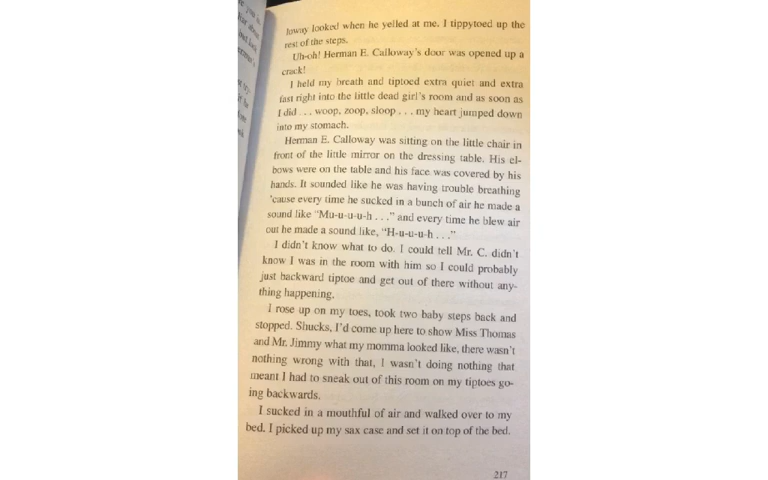 loway looked when he yelled at me. I tippytoed up the
rest of the steps.
Uh-oh! Herman E. Calloway's door was opened up a
crack!
I held my breath and tiptoed extra quiet and extra
fast right into the little dead girl's room and as soon as
I did . . . woop, zoop, sloop . . . my heart jumped down
into my stomach.
Herman E. Calloway was sitting on the little chair in
front of the little mirror on the dressing table. His el-
bows were on the table and his face was covered by his
hands. It sounded like he was having trouble breathing
'cause every time he sucked in a bunch of air he made a
sound like "Mu-u-u-u-h . . ." and every time he blew air
out he made a sound like, "H-u-u-u-h . . ."
I didn't know what to do. I could tell Mr. C. didn't
know I was in the room with him so I could probably
just backward tiptoe and get out of there without any-
thing happening.
I rose up on my toes, took two baby steps back and
stopped. Shucks, I'd come up here to show Miss Thomas
and Mr. Jimmy what my momma looked like, there wasn't
nothing wrong with that, I wasn't doing nothing that
meant I had to sneak out of this room on my tiptoes go-
ing backwards.
I sucked in a mouthful of air and walked over to my
bed. I picked up my sax case and set it on top of the bed.
217